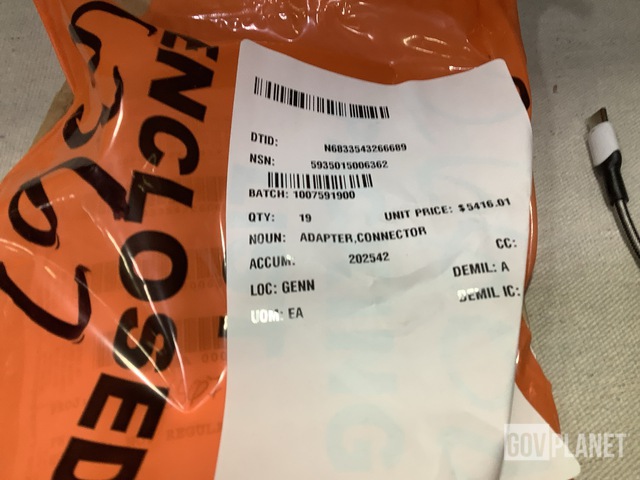 ENCLOSED
DTID: N6833543266689
NSN: 5935015006362
BATCH: 1007591900
QTY: 19 UNIT PRICE: $5416.01
NOUN: ADAPTER,CONNECTOR
CC:
ACCUM: 202542
DEMIL: A
LOC: GENN
DEMIL IC:
UOM: EA
GOVPLANET